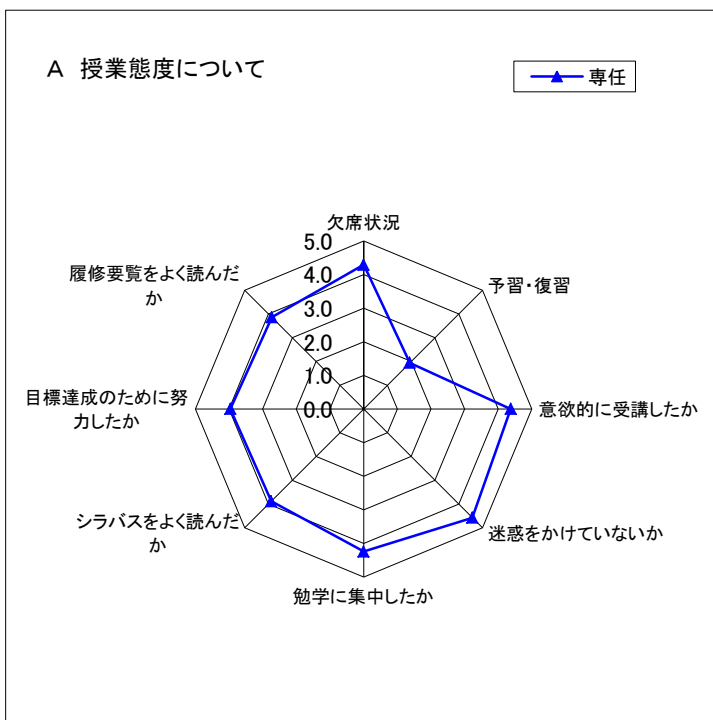 A 授業態度について
専任
欠席状況
5.0
4.0
3.0
2.0
1.0
0.0
予習・復習
意欲的に受講したか
迷惑をかけていないか
勉学に集中したか
シラバスをよく読んだ
か
目標達成のために努
力したか
履修要覧をよく読んだ
か